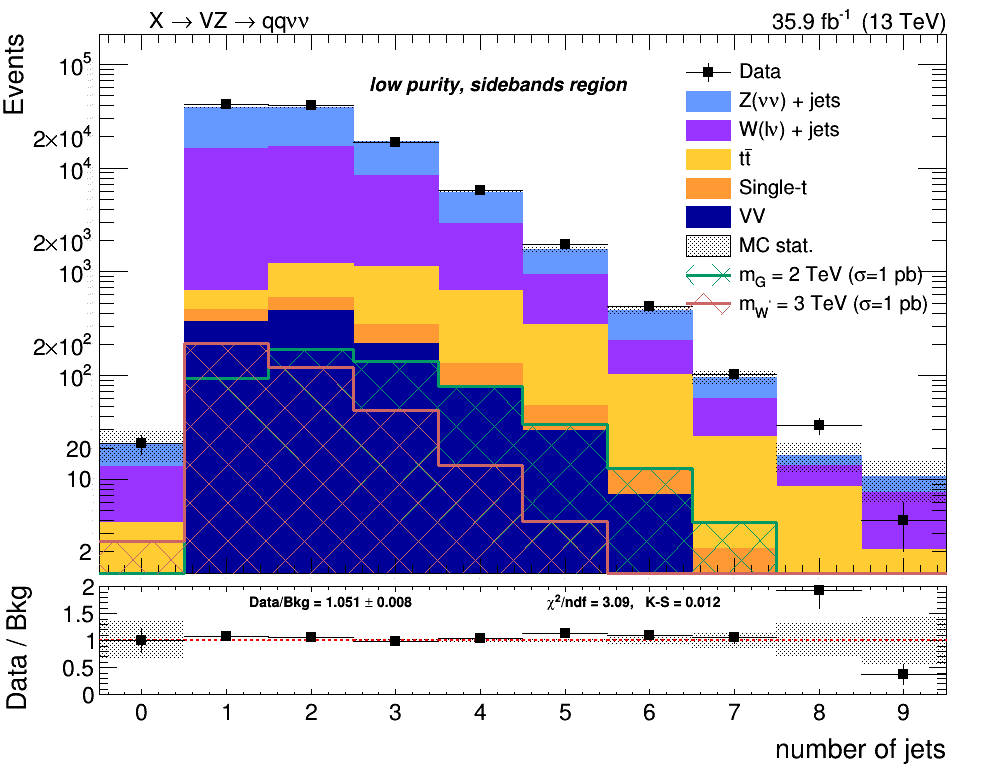 X → VZ → qqνν
35.9 fb⁻¹ (13 TeV)
Events
low purity, sidebands region
Data
Z(νν) + jets
W(lν) + jets
tt̄
Single-t
VV
MC stat.
m_G = 2 TeV (σ=1 pb)
m_W' = 3 TeV (σ=1 pb)
10⁵
2×10⁴
10⁴
2×10³
10³
2×10²
10²
20
10
2
Data / Bkg
Data/Bkg = 1.051 ± 0.008
χ²/ndf = 3.09, K-S = 0.012
2
1.5
1
0.5
0
0 1 2 3 4 5 6 7 8 9
number of jets